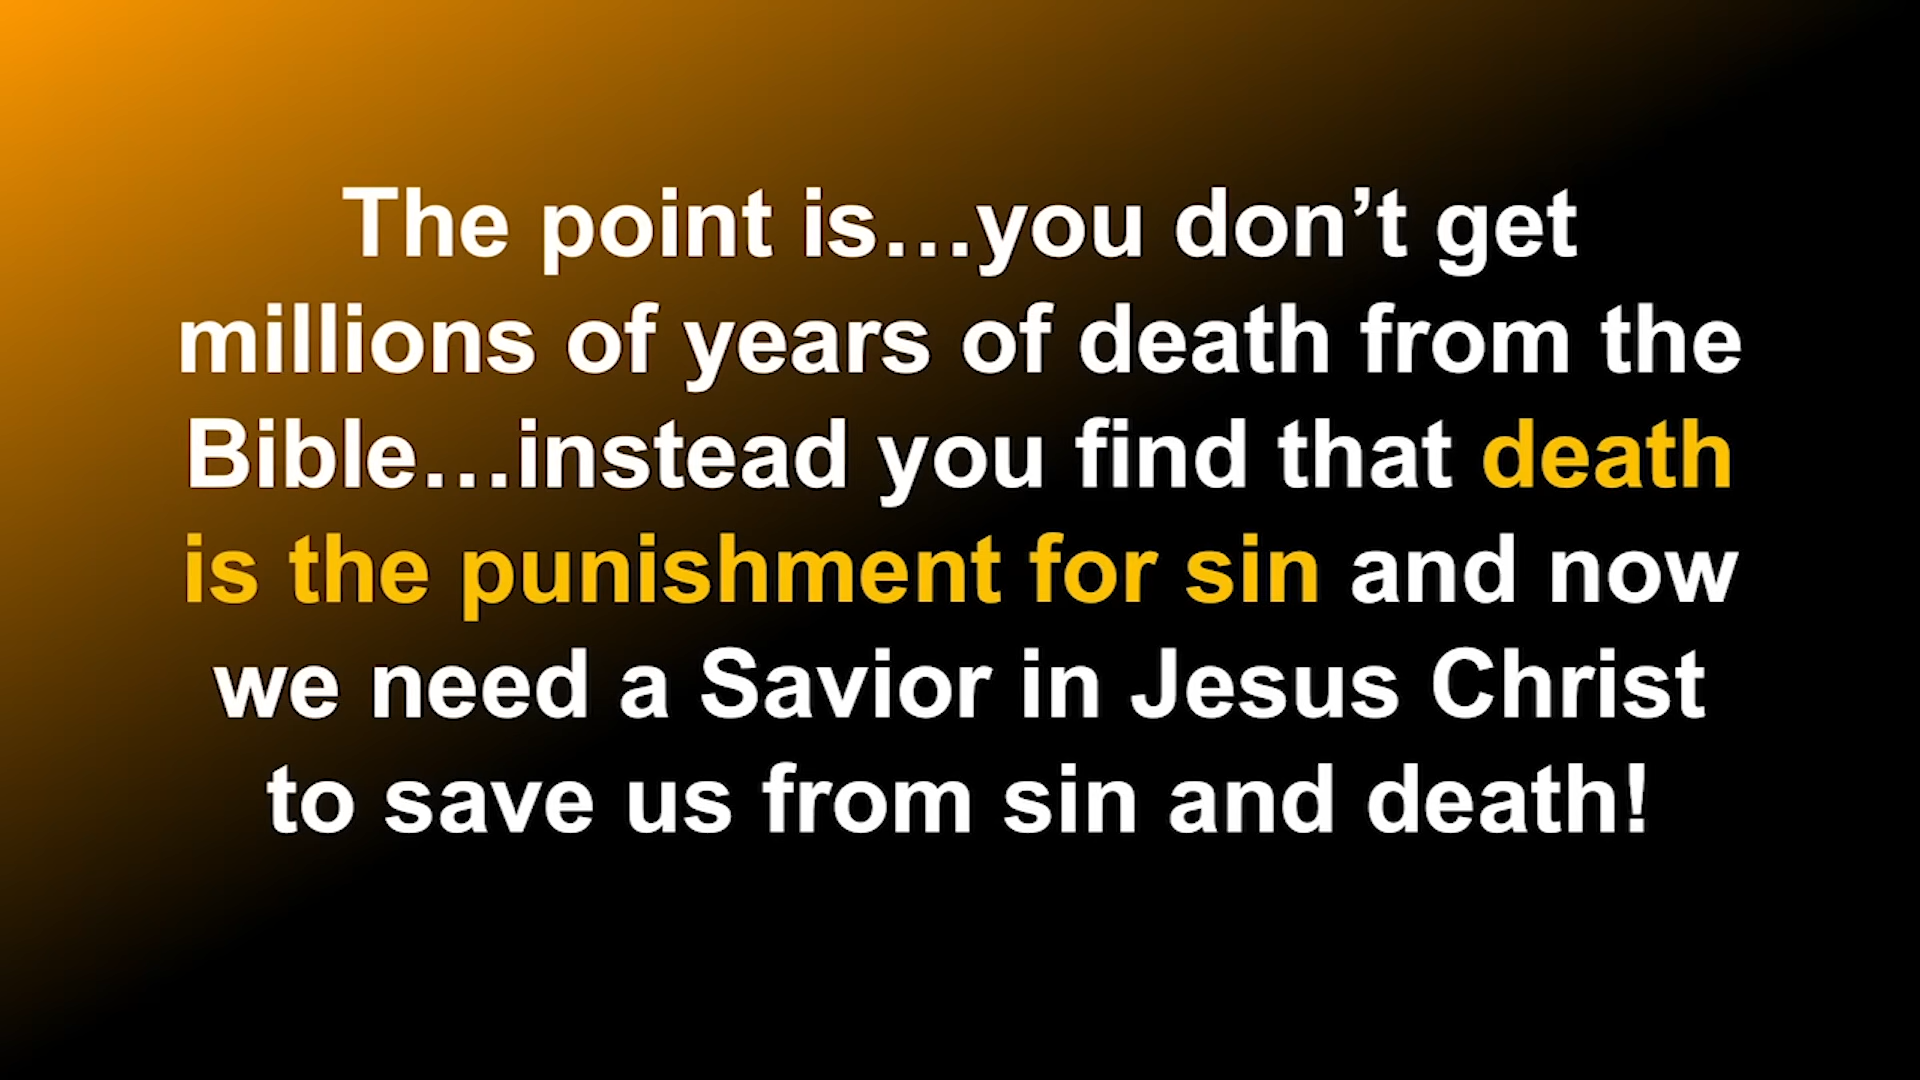 The point is…you don’t get
millions of years of death from the
Bible…instead you find that death
is the punishment for sin and now
we need a Savior in Jesus Christ
to save us from sin and death!